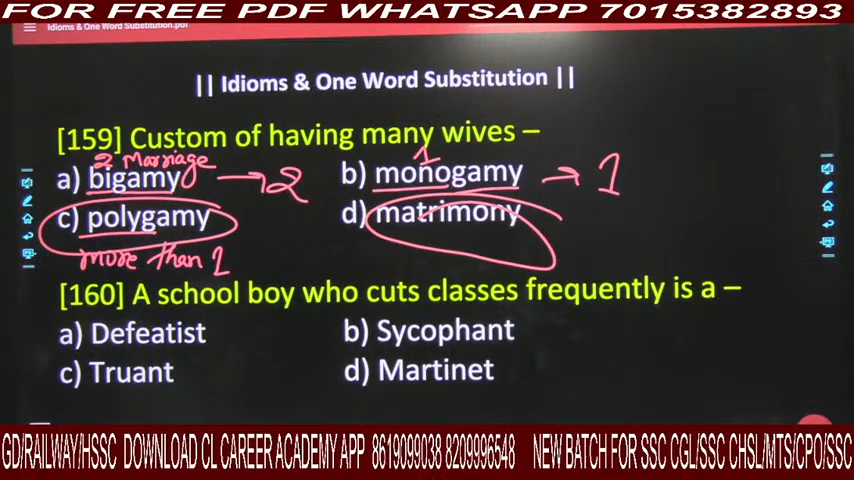 FOR FREE PDF WHATSAPP 7015382893
Idioms & One Word Substitution.pdf
|| Idioms & One Word Substitution ||
[159] Custom of having many wives –
2 Marriage 1
a) bigamy → 2 b) monogamy → 1
c) polygamy d) matrimony
more than 1
[160] A school boy who cuts classes frequently is a –
a) Defeatist b) Sycophant
c) Truant d) Martinet
GD/RAILWAY/HSSC DOWNLOAD CL CAREER ACADEMY APP 8619099038 8209996548 NEW BATCH FOR SSC CGL/SSC CHSL/MTS/CPO/SSC